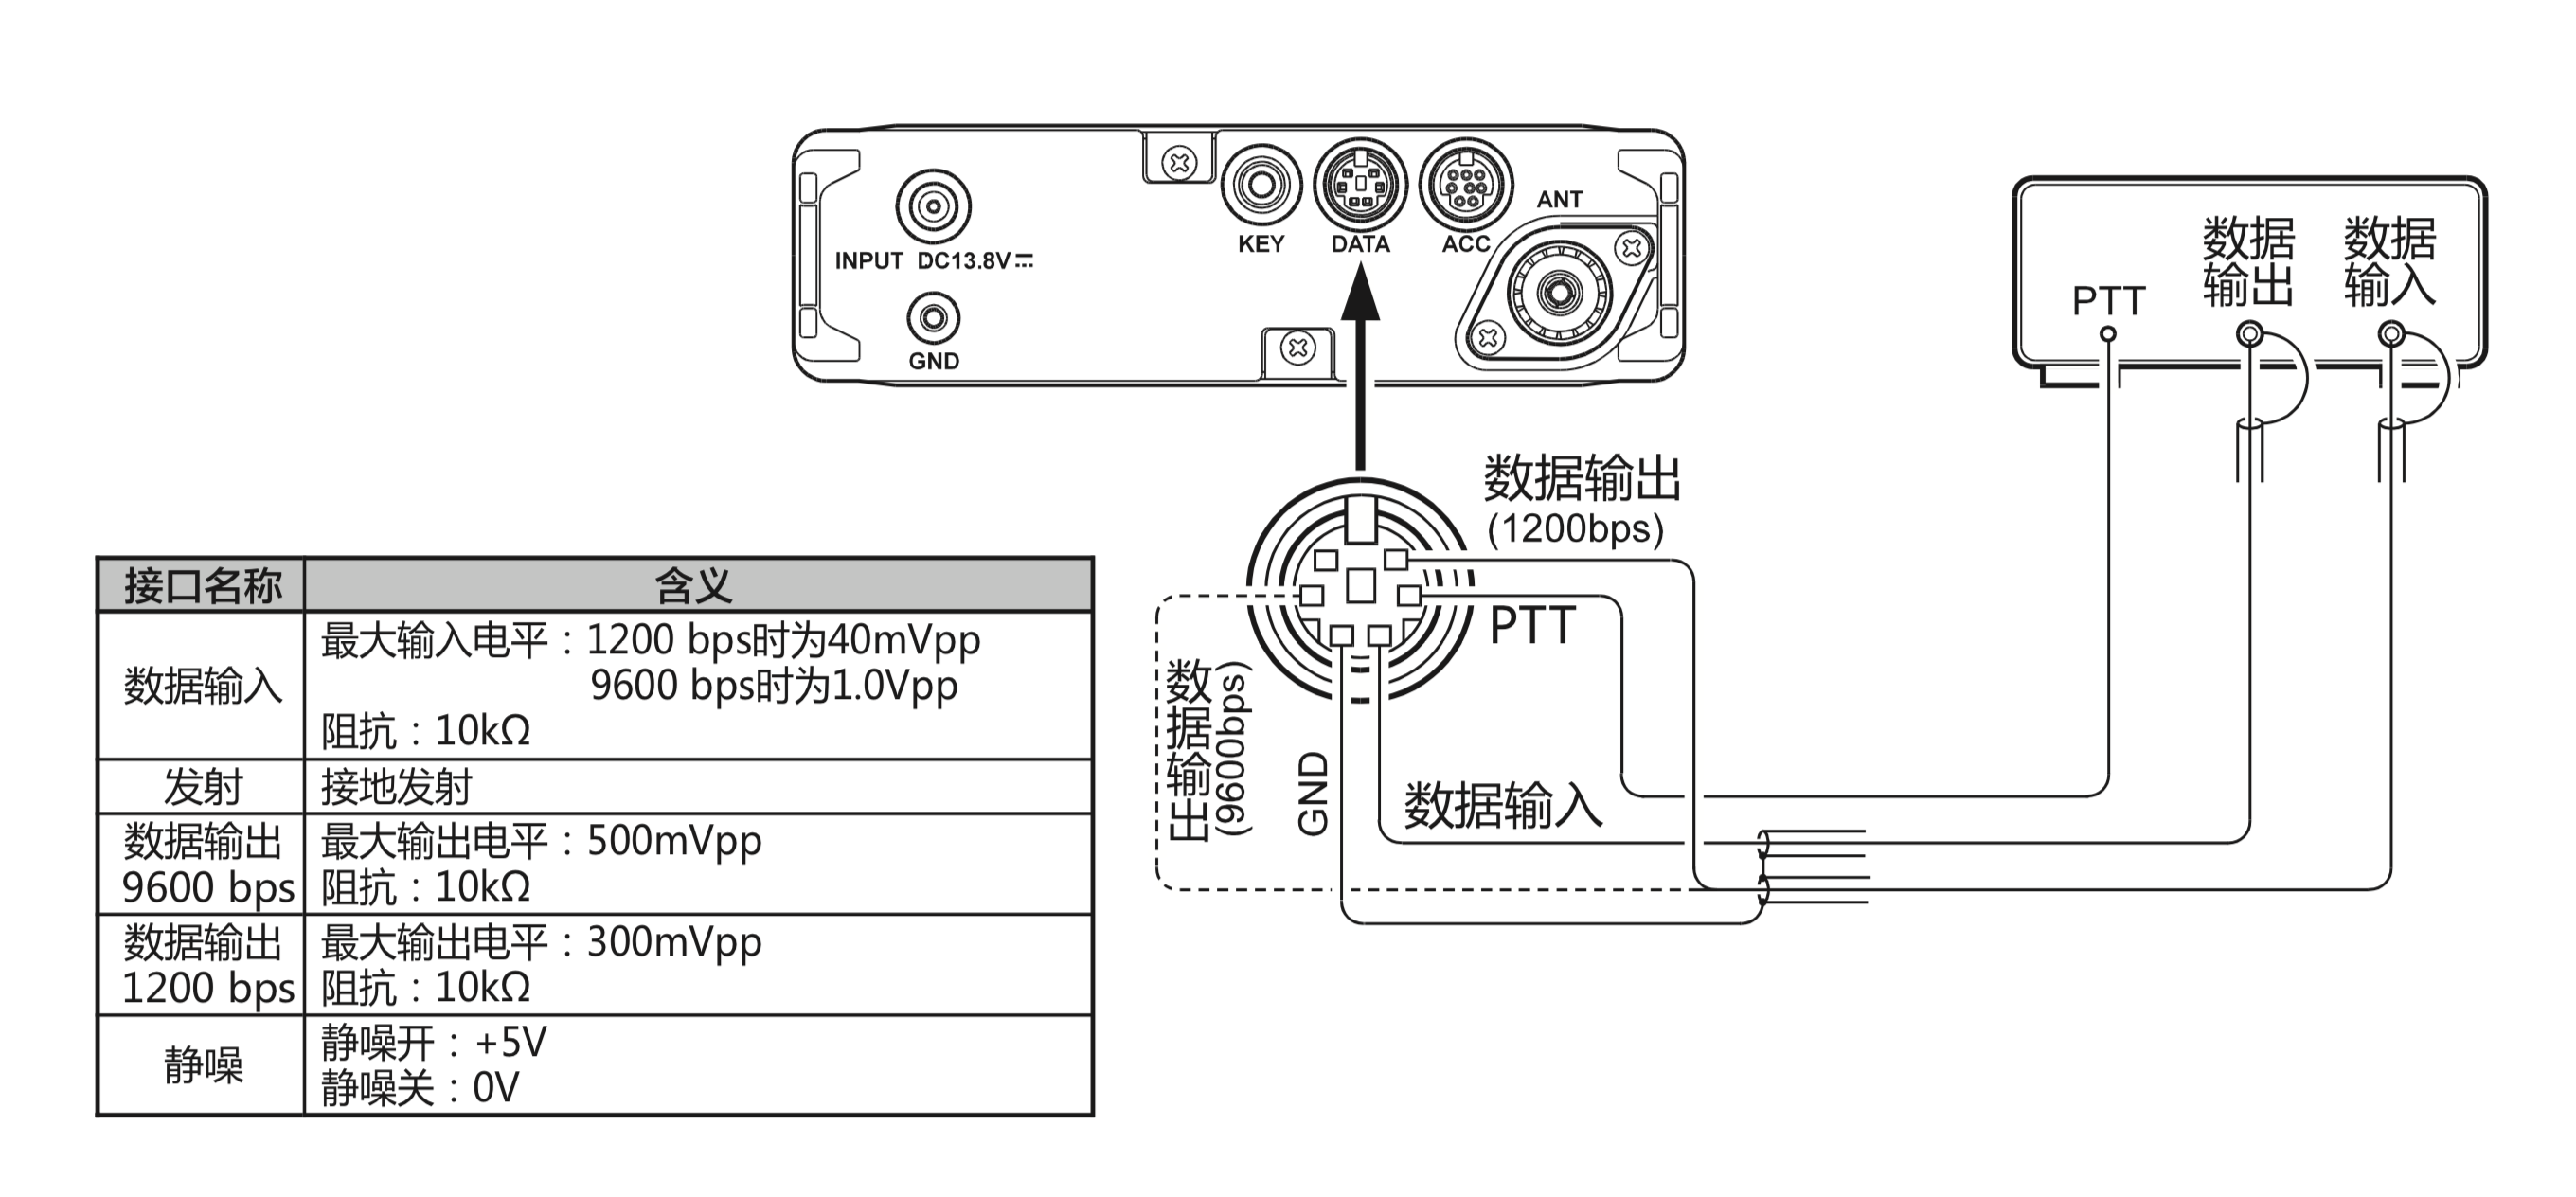 KEY
DATA
ACC
ANT
INPUT DC13.8V
GND
PTT
数据
输出
数据
输入
数据输出
(1200bps)
PTT
数据输出
(9600bps)
GND
数据输入
接口名称 含义
数据输入
最大输入电平：1200 bps时为40mVpp
9600 bps时为1.0Vpp
阻抗：10kΩ
发射 接地发射
数据输出
9600 bps
最大输出电平：500mVpp
阻抗：10kΩ
数据输出
1200 bps
最大输出电平：300mVpp
阻抗：10kΩ
静噪
静噪开：+5V
静噪关：0V